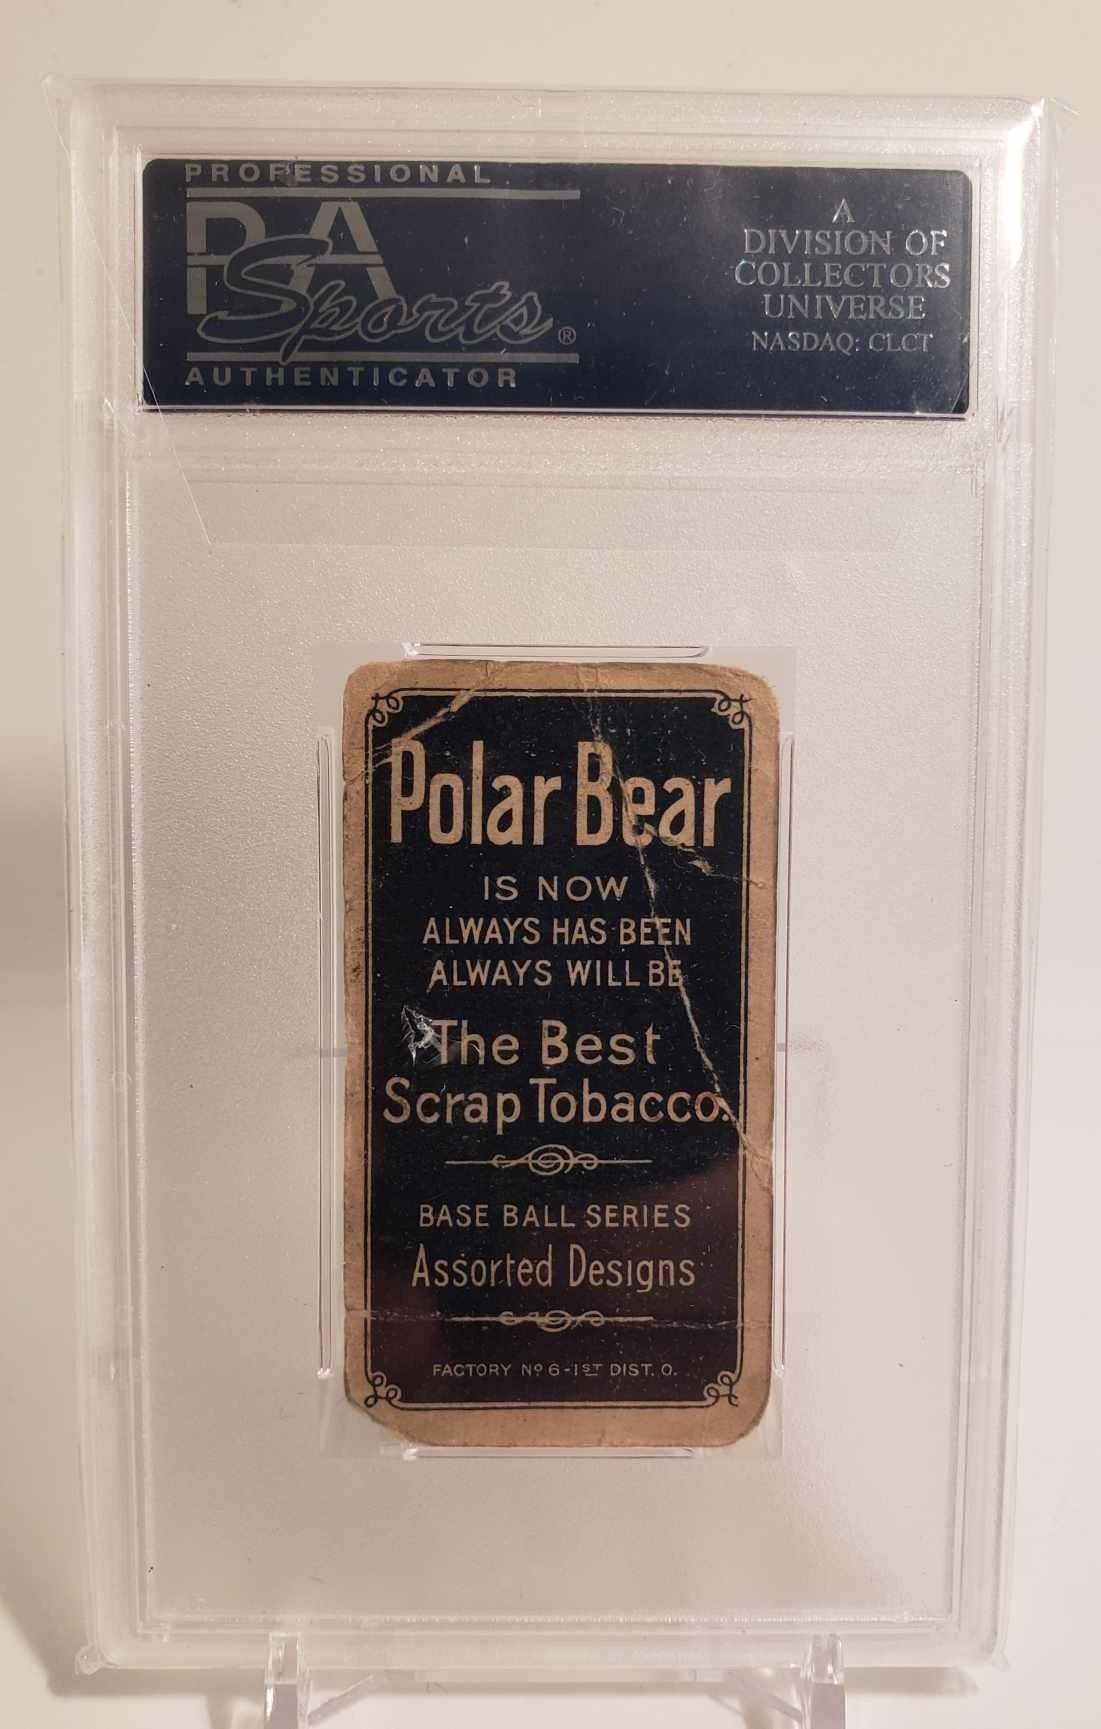 PROFESSIONAL
PSA
Sports®
AUTHENTICATOR
A
DIVISION OF
COLLECTORS
UNIVERSE
NASDAQ: CLCT
Polar Bear
IS NOW
ALWAYS HAS BEEN
ALWAYS WILL BE
The Best
Scrap Tobacco.
BASE BALL SERIES
Assorted Designs
FACTORY Nº 6-1ST DIST. O.